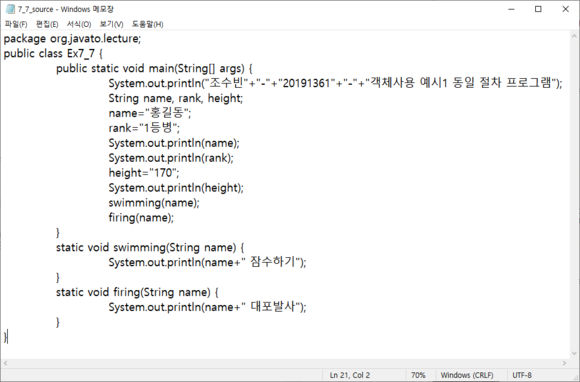 7_7_source - Windows 메모장
파일(F) 편집(E) 서식(O) 보기(V) 도움말(H)
package org.javato.lecture;
public class Ex7_7 {
public static void main(String[] args) {
System.out.println("조수빈"+"-"+"20191361"+"-"+"객체사용 예시1 동일 절차 프로그램");
String name, rank, height;
name="홍길동";
rank="1등병";
System.out.println(name);
System.out.println(rank);
height="170";
System.out.println(height);
swimming(name);
firing(name);
}
static void swimming(String name) {
System.out.println(name+" 잠수하기");
}
static void firing(String name) {
System.out.println(name+" 대포발사");
}
}
Ln 21, Col 2 70% Windows (CRLF) UTF-8